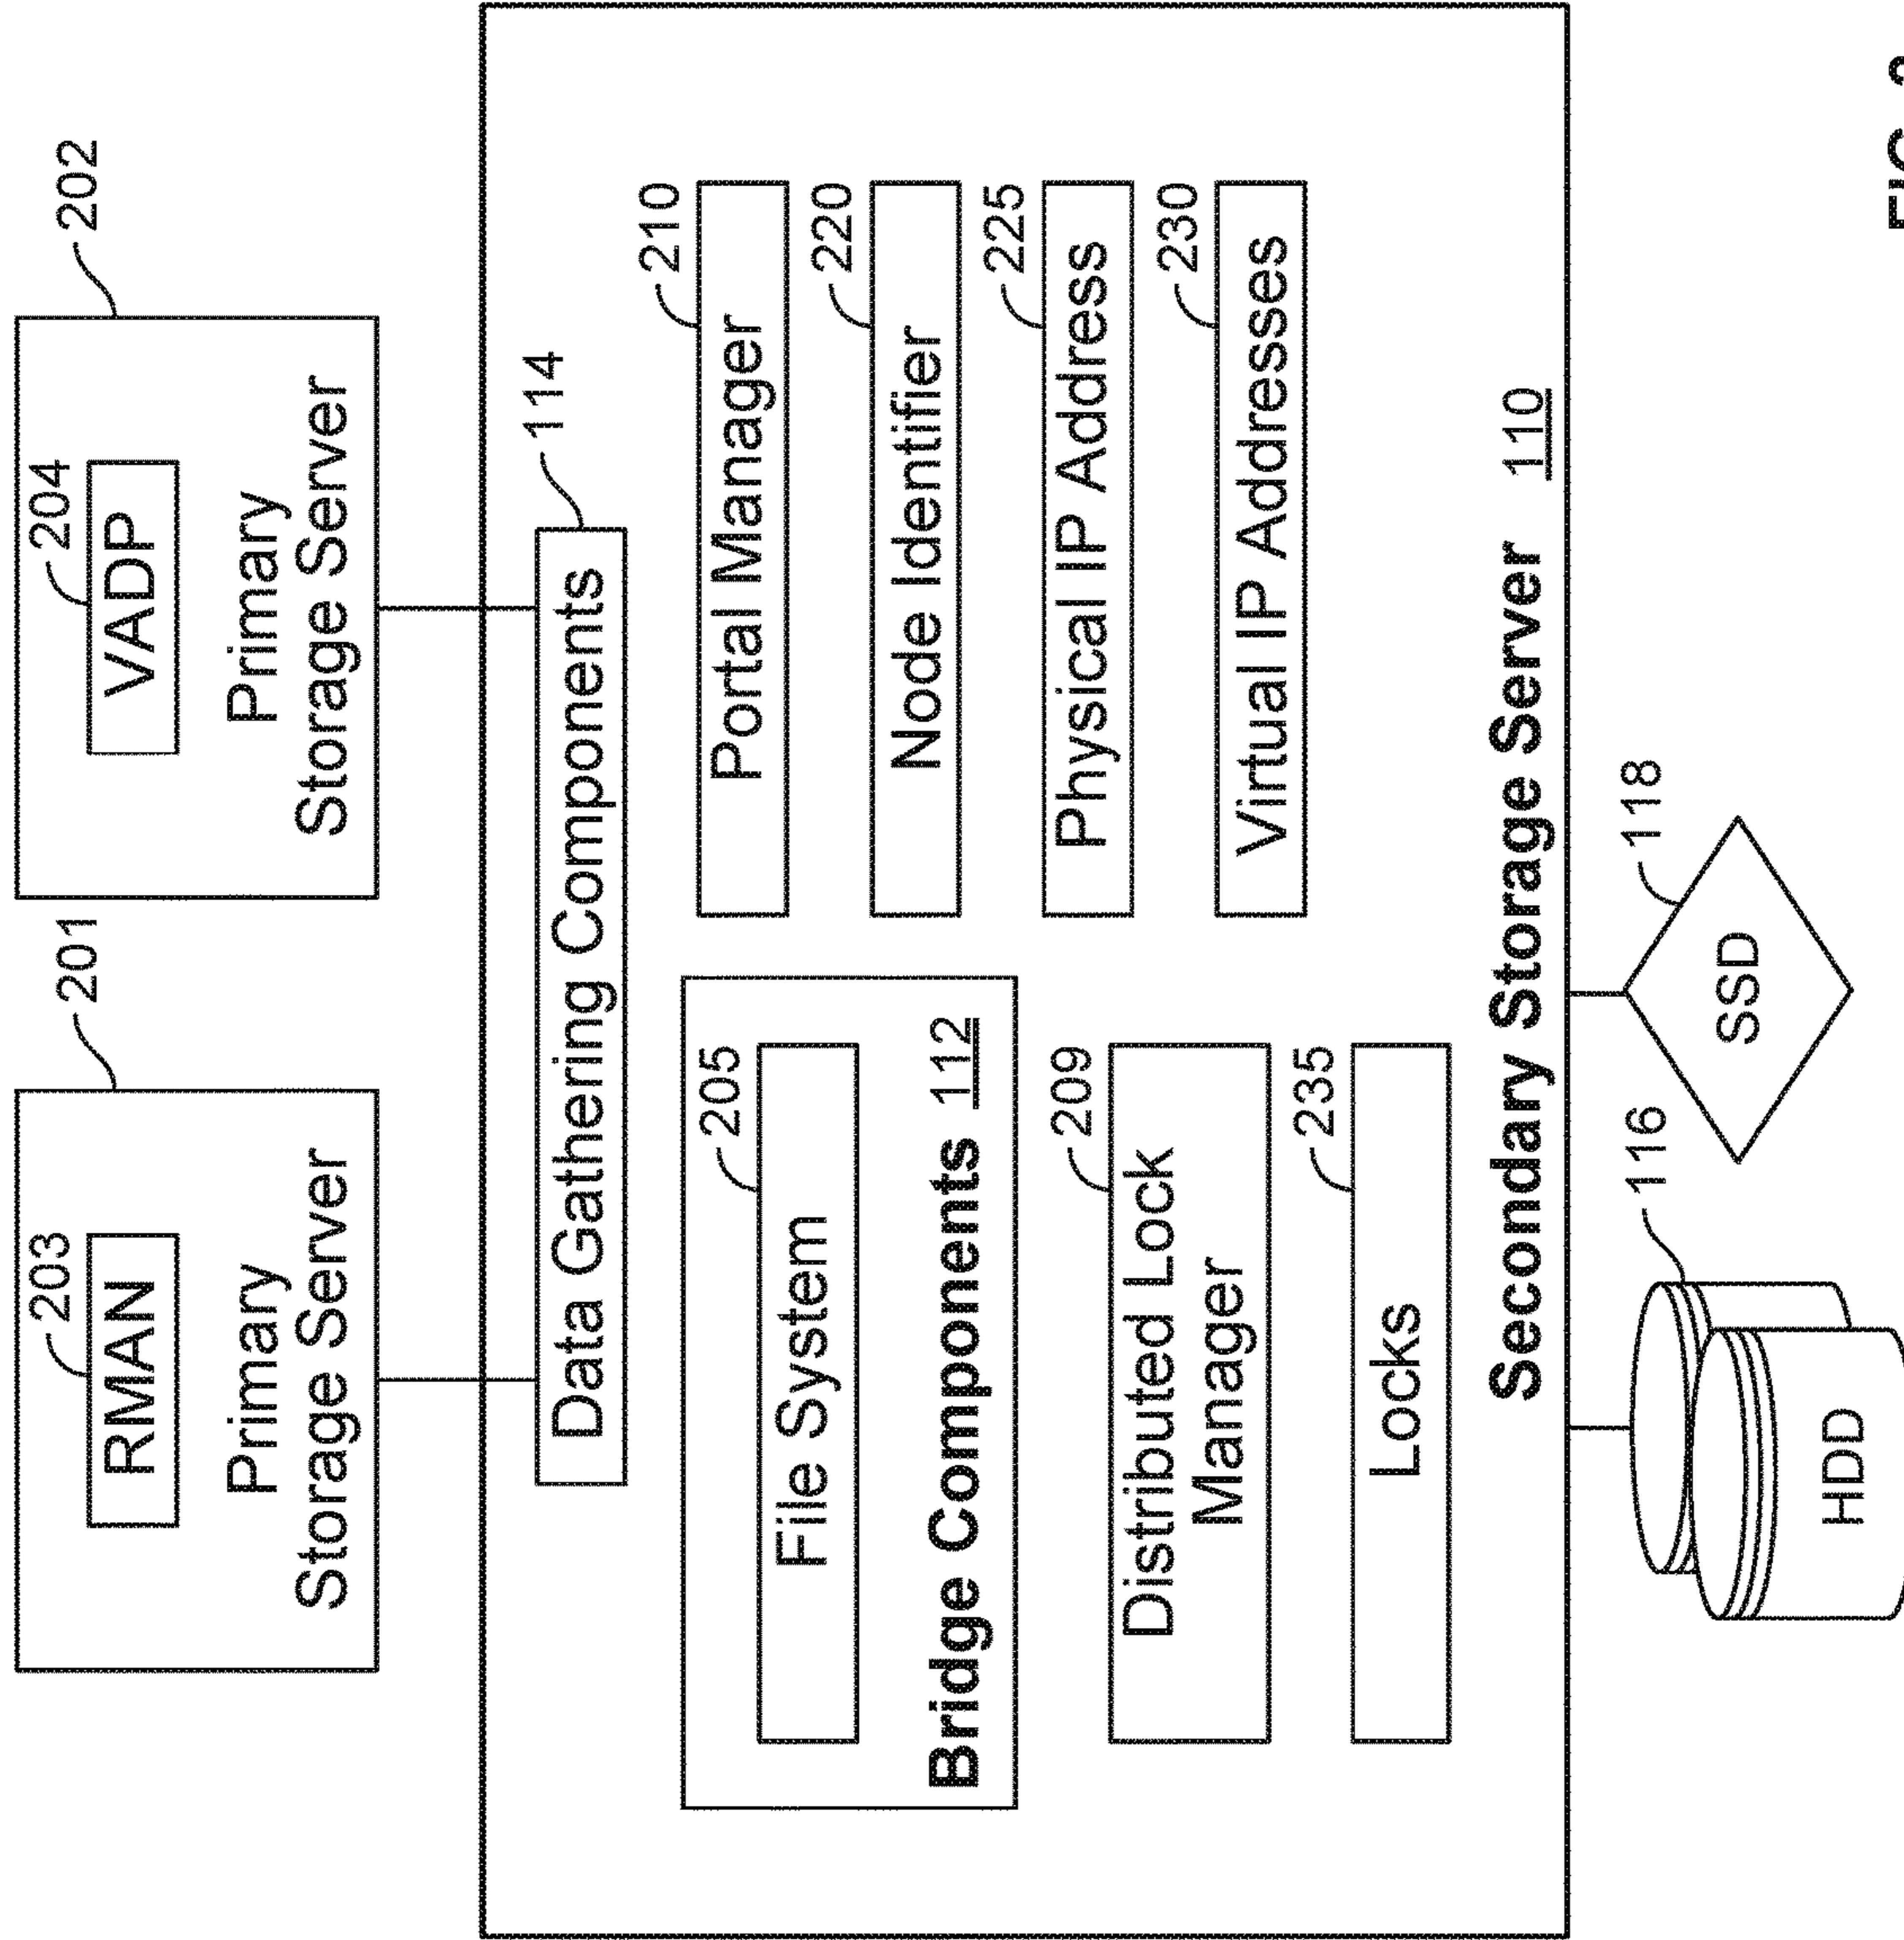 203
RMAN
Primary
Storage Server
201
204
VADP
Primary
Storage Server
202
Data Gathering Components
114
205
File System
Bridge Components 112
209
Distributed Lock
Manager
235
Locks
210
Portal Manager
220
Node Identifier
225
Physical IP Address
230
Virtual IP Addresses
Secondary Storage Server 110
116
HDD
118
SSD
FIG.